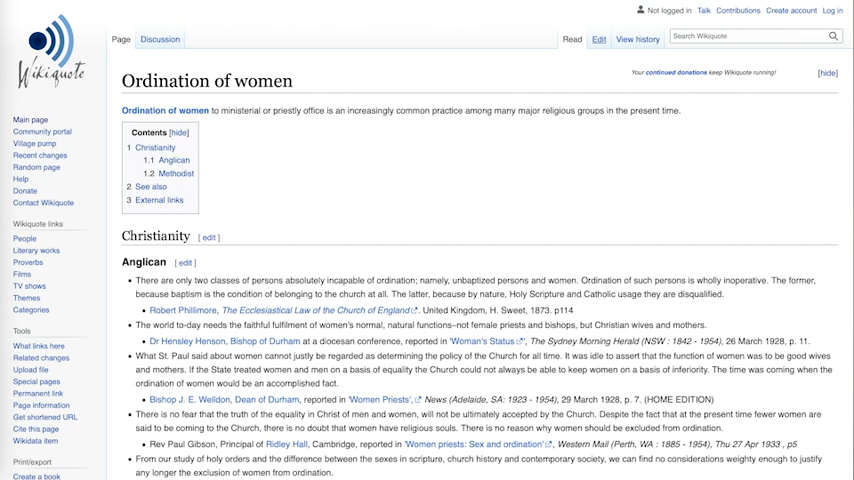 Not logged in Talk Contributions Create account Log in
Page Discussion Read Edit View history Search Wikiquote
Wikiquote
Ordination of women
Your continued donations keep Wikiquote running! [hide]
Ordination of women to ministerial or priestly office is an increasingly common practice among many major religious groups in the present time.
Main page
Community portal
Village pump
Recent changes
Random page
Help
Donate
Contact Wikiquote
Wikiquote links
People
Literary works
Proverbs
Films
TV shows
Themes
Categories
Tools
What links here
Related changes
Upload file
Special pages
Permanent link
Page information
Get shortened URL
Cite this page
Wikidata item
Print/export
Create a book
Contents [hide]
1 Christianity
1.1 Anglican
1.2 Methodist
2 See also
3 External links
Christianity [ edit ]
Anglican [ edit ]
• There are only two classes of persons absolutely incapable of ordination; namely, unbaptized persons and women. Ordination of such persons is wholly inoperative. The former,
because baptism is the condition of belonging to the church at all. The latter, because by nature, Holy Scripture and Catholic usage they are disqualified.
• Robert Phillimore, The Ecclesiastical Law of the Church of England. United Kingdom, H. Sweet, 1873. p114
• The world to-day needs the faithful fulfilment of women's normal, natural functions–not female priests and bishops, but Christian wives and mothers.
• Dr Hensley Henson, Bishop of Durham at a diocesan conference, reported in 'Woman's Status', The Sydney Morning Herald (NSW : 1842 - 1954), 26 March 1928, p. 11.
• What St. Paul said about women cannot justly be regarded as determining the policy of the Church for all time. It was idle to assert that the function of women was to be good wives
and mothers. If the State treated women and men on a basis of equality the Church could not always be able to keep women on a basis of inferiority. The time was coming when the
ordination of women would be an accomplished fact.
• Bishop J. E. Welldon, Dean of Durham, reported in 'Women Priests', News (Adelaide, SA: 1923 - 1954), 29 March 1928, p. 7. (HOME EDITION)
• There is no fear that the truth of the equality in Christ of men and women, will not be ultimately accepted by the Church. Despite the fact that at the present time fewer women are
said to be coming to the Church, there is no doubt that women have religious souls. There is no reason why women should be excluded from ordination.
• Rev Paul Gibson, Principal of Ridley Hall, Cambridge, reported in 'Women priests: Sex and ordination', Western Mail (Perth, WA : 1885 - 1954), Thu 27 Apr 1933 , p5
• From our study of holy orders and the difference between the sexes in scripture, church history and contemporary society, we can find no considerations weighty enough to justify
any longer the exclusion of women from ordination.